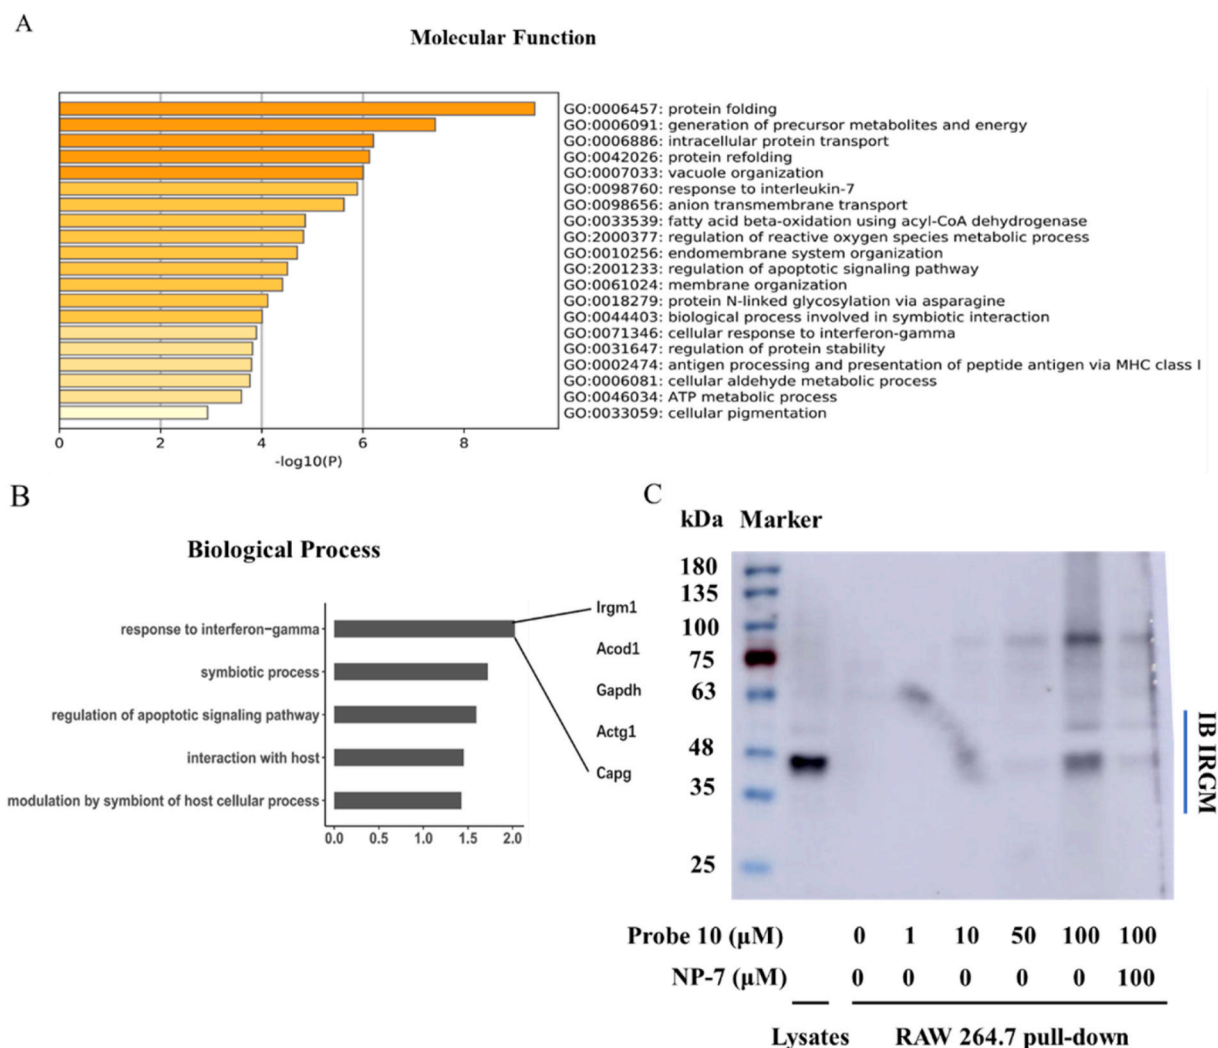 A
Molecular Function
GO:0006457: protein folding
GO:0006091: generation of precursor metabolites and energy
GO:0006886: intracellular protein transport
GO:0042026: protein refolding
GO:0007033: vacuole organization
GO:0098760: response to interleukin-7
GO:0098656: anion transmembrane transport
GO:0033539: fatty acid beta-oxidation using acyl-CoA dehydrogenase
GO:2000377: regulation of reactive oxygen species metabolic process
GO:0010256: endomembrane system organization
GO:2001233: regulation of apoptotic signaling pathway
GO:0061024: membrane organization
GO:0018279: protein N-linked glycosylation via asparagine
GO:0044403: biological process involved in symbiotic interaction
GO:0071346: cellular response to interferon-gamma
GO:0031647: regulation of protein stability
GO:0002474: antigen processing and presentation of peptide antigen via MHC class I
GO:0006081: cellular aldehyde metabolic process
GO:0046034: ATP metabolic process
GO:0033059: cellular pigmentation
0 2 4 6 8
-log10(P)
B
Biological Process
response to interferon-gamma
symbiotic process
regulation of apoptotic signaling pathway
interaction with host
modulation by symbiont of host cellular process
0.0 0.5 1.0 1.5 2.0
Irgm1
Acod1
Gapdh
Actg1
Capg
C
kDa Marker
180
135
100
75
63
48
35
25
IB IRGM
Probe 10 (μM) 0 1 10 50 100 100
NP-7 (μM) 0 0 0 0 0 100
Lysates RAW 264.7 pull-down